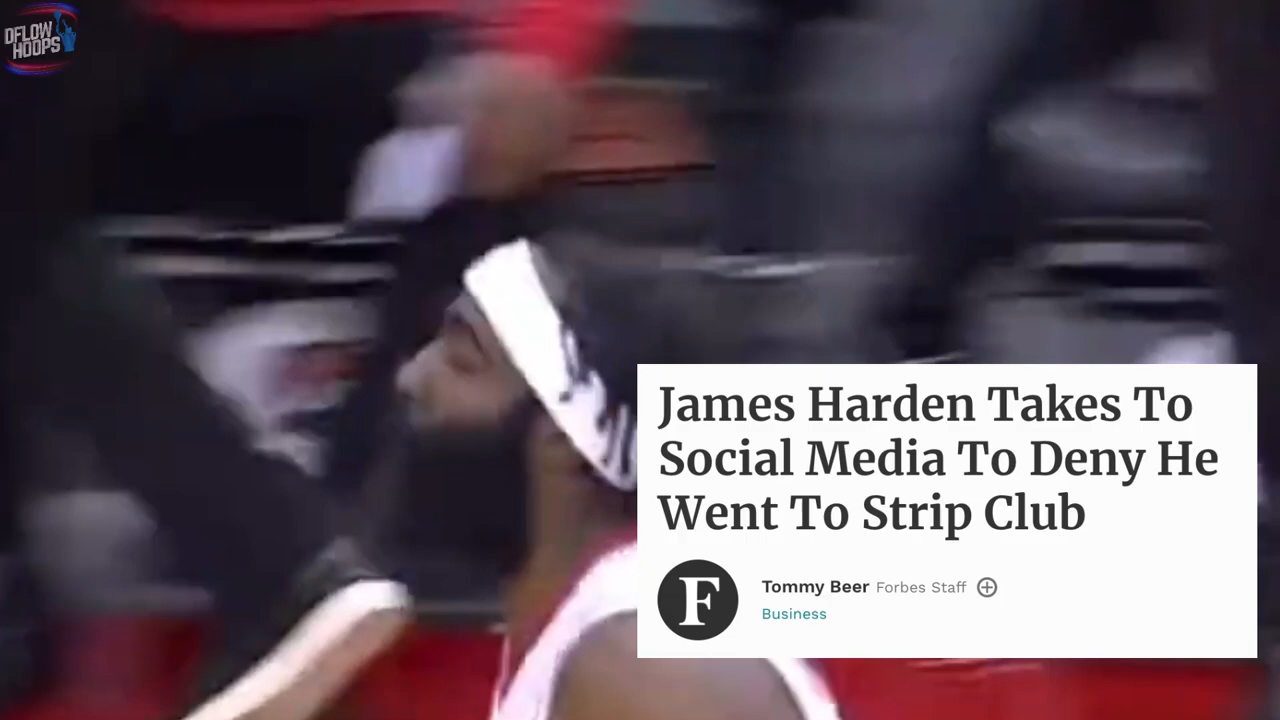 DFLOW
HOOPS
James Harden Takes To
Social Media To Deny He
Went To Strip Club
F
Tommy Beer Forbes Staff
Business